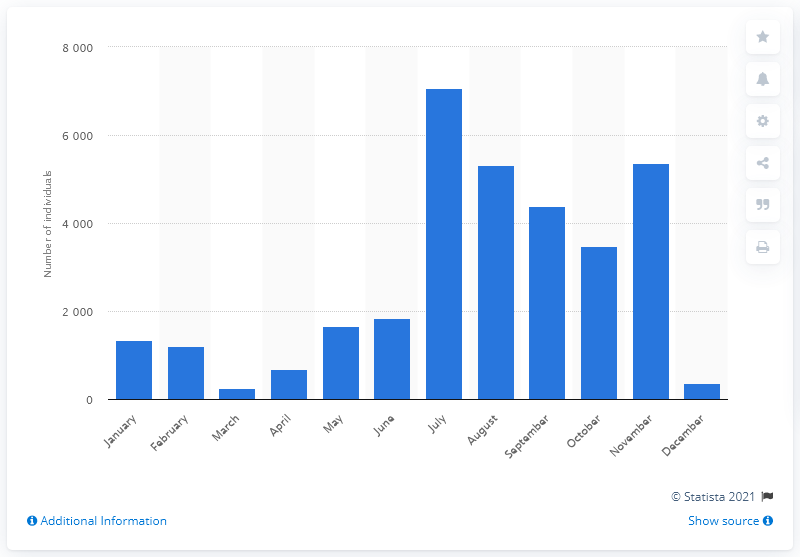 8 000
6 000
4 000
2 000
0
Number of individuals
January
February
March
April
May
June
July
August
September
October
November
December
© Statista 2021
Additional Information
Show source